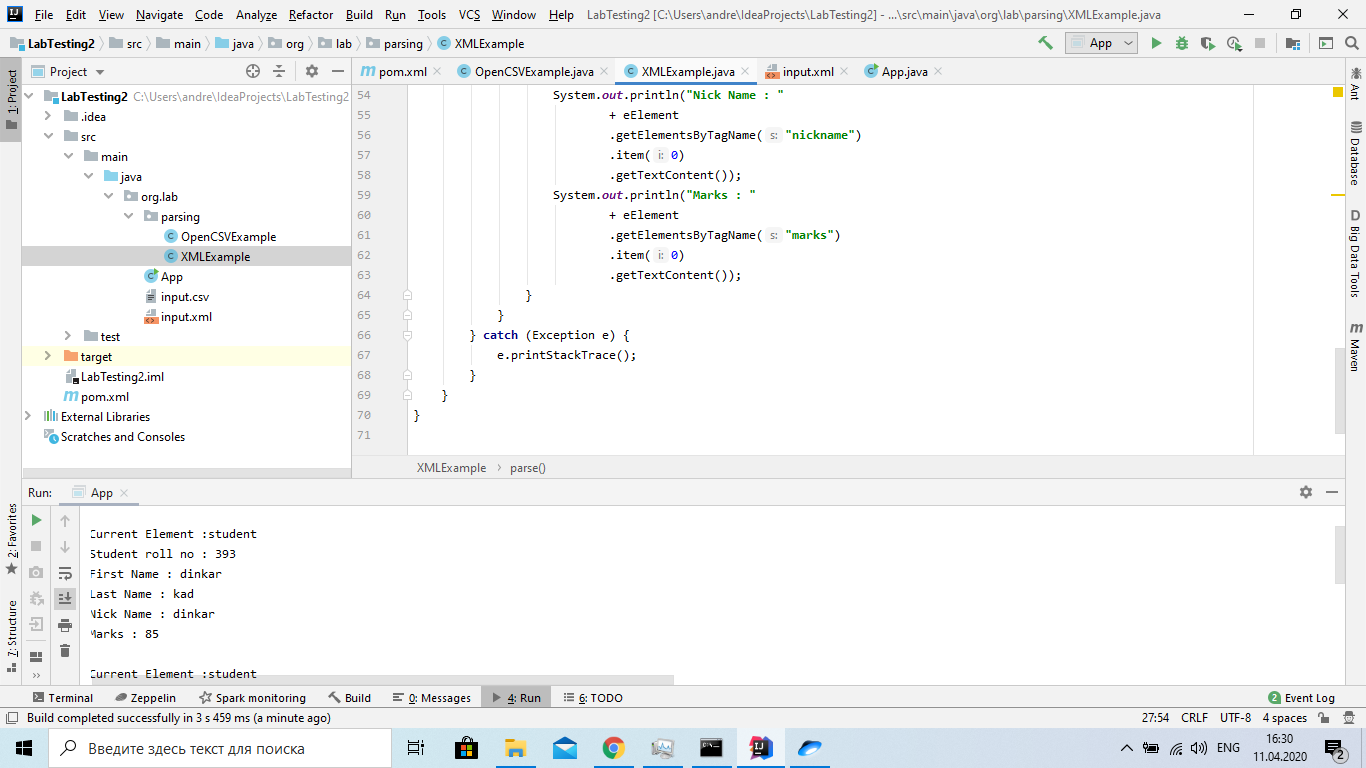 File Edit View Navigate Code Analyze Refactor Build Run Tools VCS Window Help LabTesting2 [C:\Users\andre\IdeaProjects\LabTesting2] - ...\src\main\java\org\lab\parsing\XMLExample.java
LabTesting2 src main java org lab parsing XMLExample
App
1: Project
Project
pom.xml OpenCSVExample.java XMLExample.java input.xml App.java
LabTesting2 C:\Users\andre\IdeaProjects\LabTesting2
.idea
src
main
java
org.lab
parsing
OpenCSVExample
XMLExample
App
input.csv
input.xml
test
target
LabTesting2.iml
pom.xml
External Libraries
Scratches and Consoles
54 System.out.println("Nick Name : "
55 + eElement
56 .getElementsByTagName( s: "nickname")
57 .item( i: 0)
58 .getTextContent());
59 System.out.println("Marks : "
60 + eElement
61 .getElementsByTagName( s: "marks")
62 .item( i: 0)
63 .getTextContent());
64 }
65 }
66 } catch (Exception e) {
67 e.printStackTrace();
68 }
69 }
70 }
71
XMLExample parse()
Ant
Database
D Big Data Tools
m Maven
2: Favorites
7: Structure
Run: App
Current Element :student
Student roll no : 393
First Name : dinkar
Last Name : kad
Nick Name : dinkar
Marks : 85
Current Element :student
Terminal Zeppelin Spark monitoring Build 0: Messages 4: Run 6: TODO 2 Event Log
Build completed successfully in 3 s 459 ms (a minute ago) 27:54 CRLF UTF-8 4 spaces
Введите здесь текст для поиска
ENG
16:30
11.04.2020
2